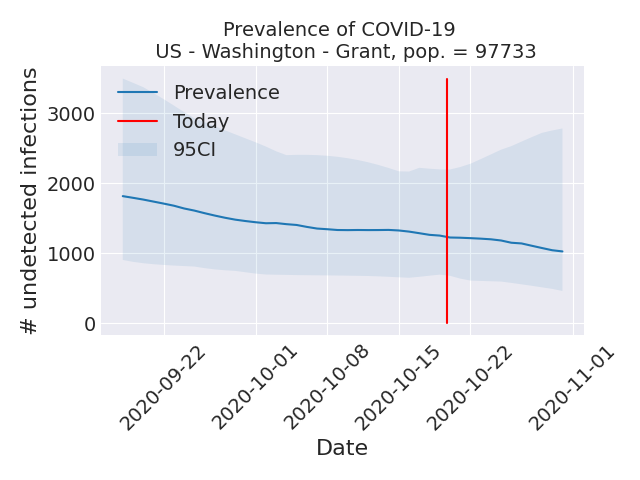 Prevalence of COVID-19
US - Washington - Grant, pop. = 97733
# undetected infections
3000
2000
1000
0
Prevalence
Today
95CI
2020-09-22
2020-10-01
2020-10-08
2020-10-15
2020-10-22
2020-11-01
Date